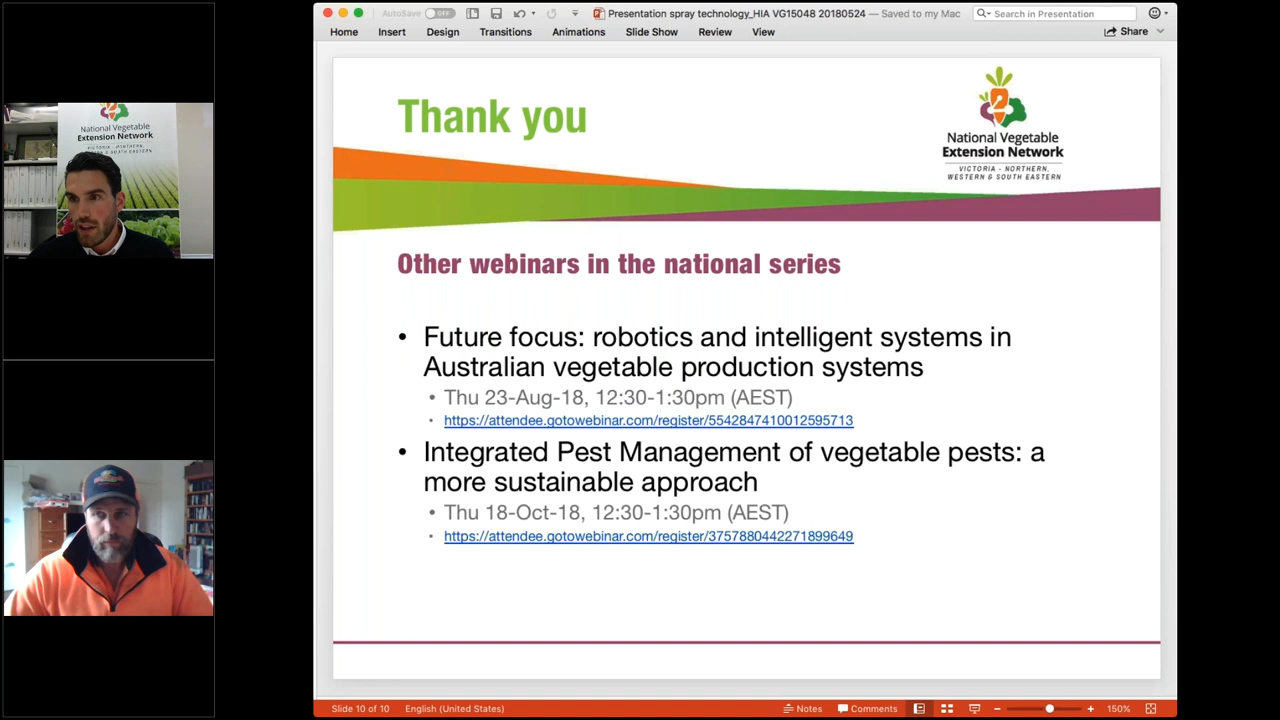 AutoSave
OFF
Presentation spray technology_HIA VG15048 20180524 — Saved to my Mac
Search in Presentation
Home
Insert
Design
Transitions
Animations
Slide Show
Review
View
Share
National Vegetable
Extension Network
VICTORIA - NORTHERN,
WESTERN & SOUTH EASTERN
Thank you
National Vegetable
Extension Network
VICTORIA - NORTHERN,
WESTERN & SOUTH EASTERN
Other webinars in the national series
• Future focus: robotics and intelligent systems in
Australian vegetable production systems
• Thu 23-Aug-18, 12:30-1:30pm (AEST)
• https://attendee.gotowebinar.com/register/5542847410012595713
• Integrated Pest Management of vegetable pests: a
more sustainable approach
• Thu 18-Oct-18, 12:30-1:30pm (AEST)
• https://attendee.gotowebinar.com/register/3757880442271899649
Slide 10 of 10
English (United States)
Notes
Comments
150%